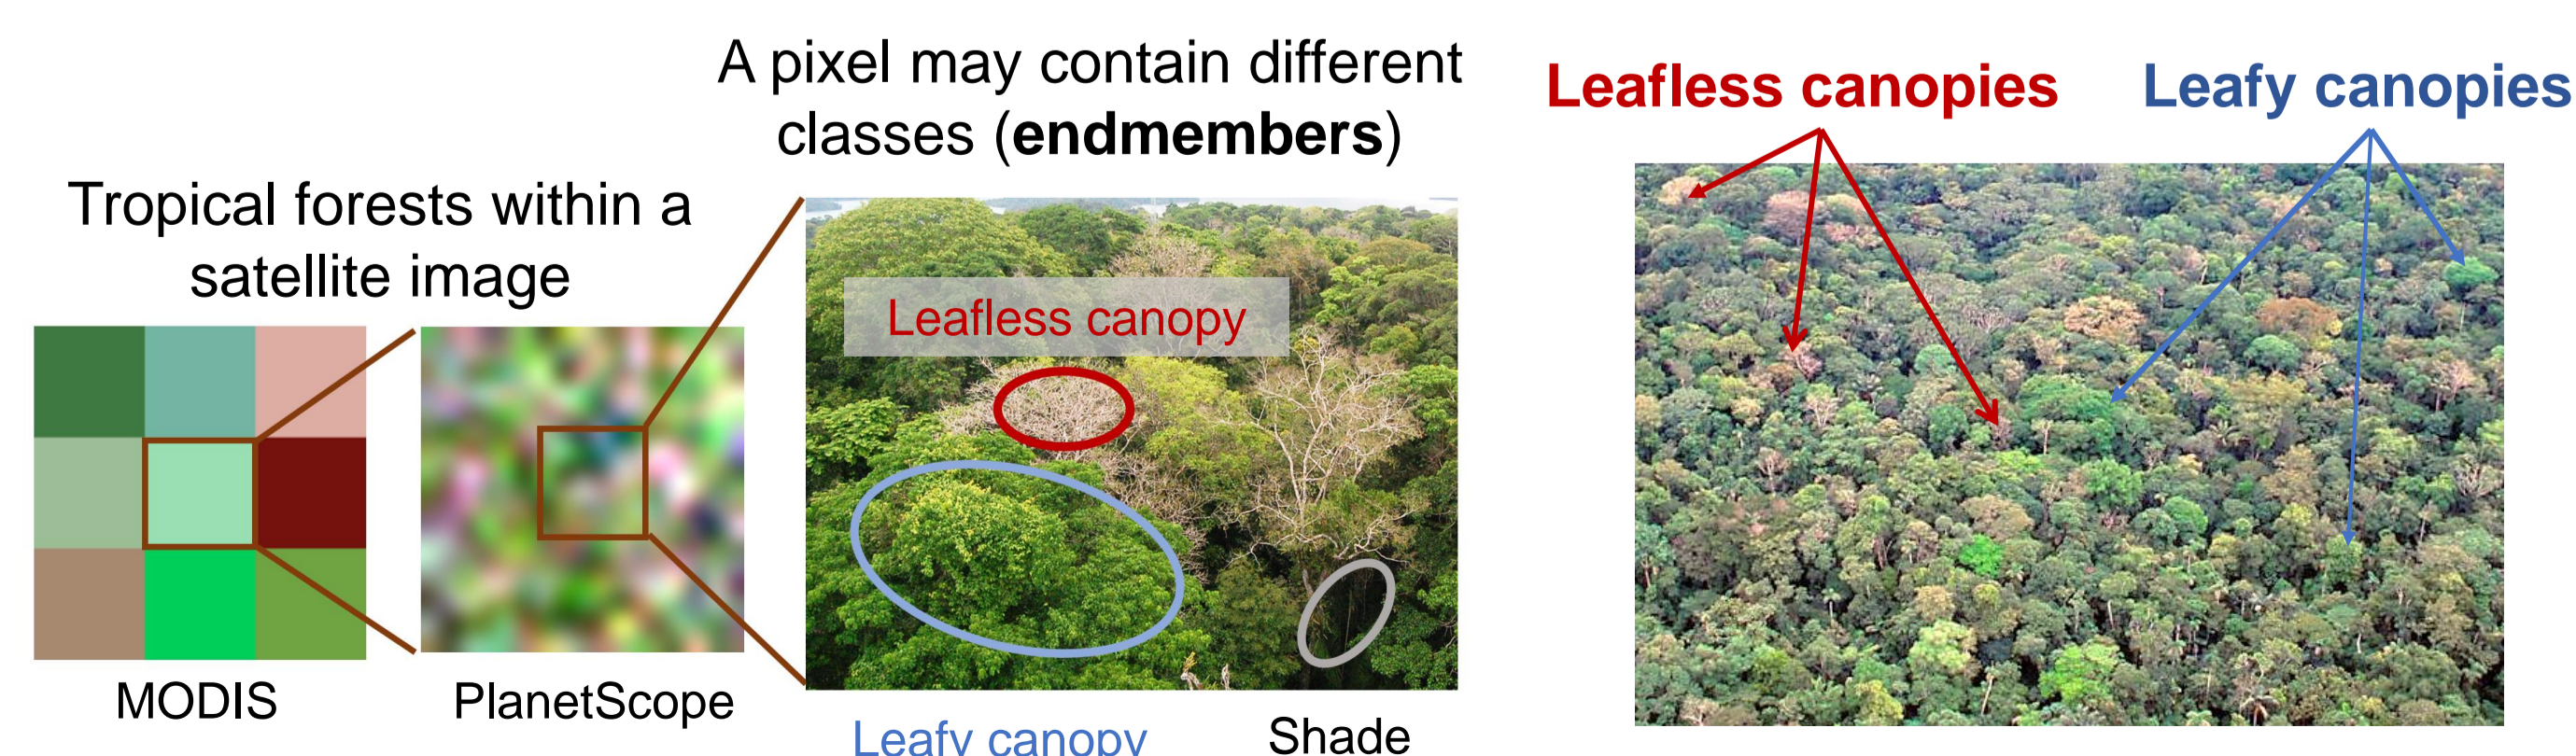 A pixel may contain different
classes (endmembers)
Leafless canopies
Leafy canopies
Tropical forests within a
satellite image
Leafless canopy
MODIS
PlanetScope
Leafy canopy
Shade